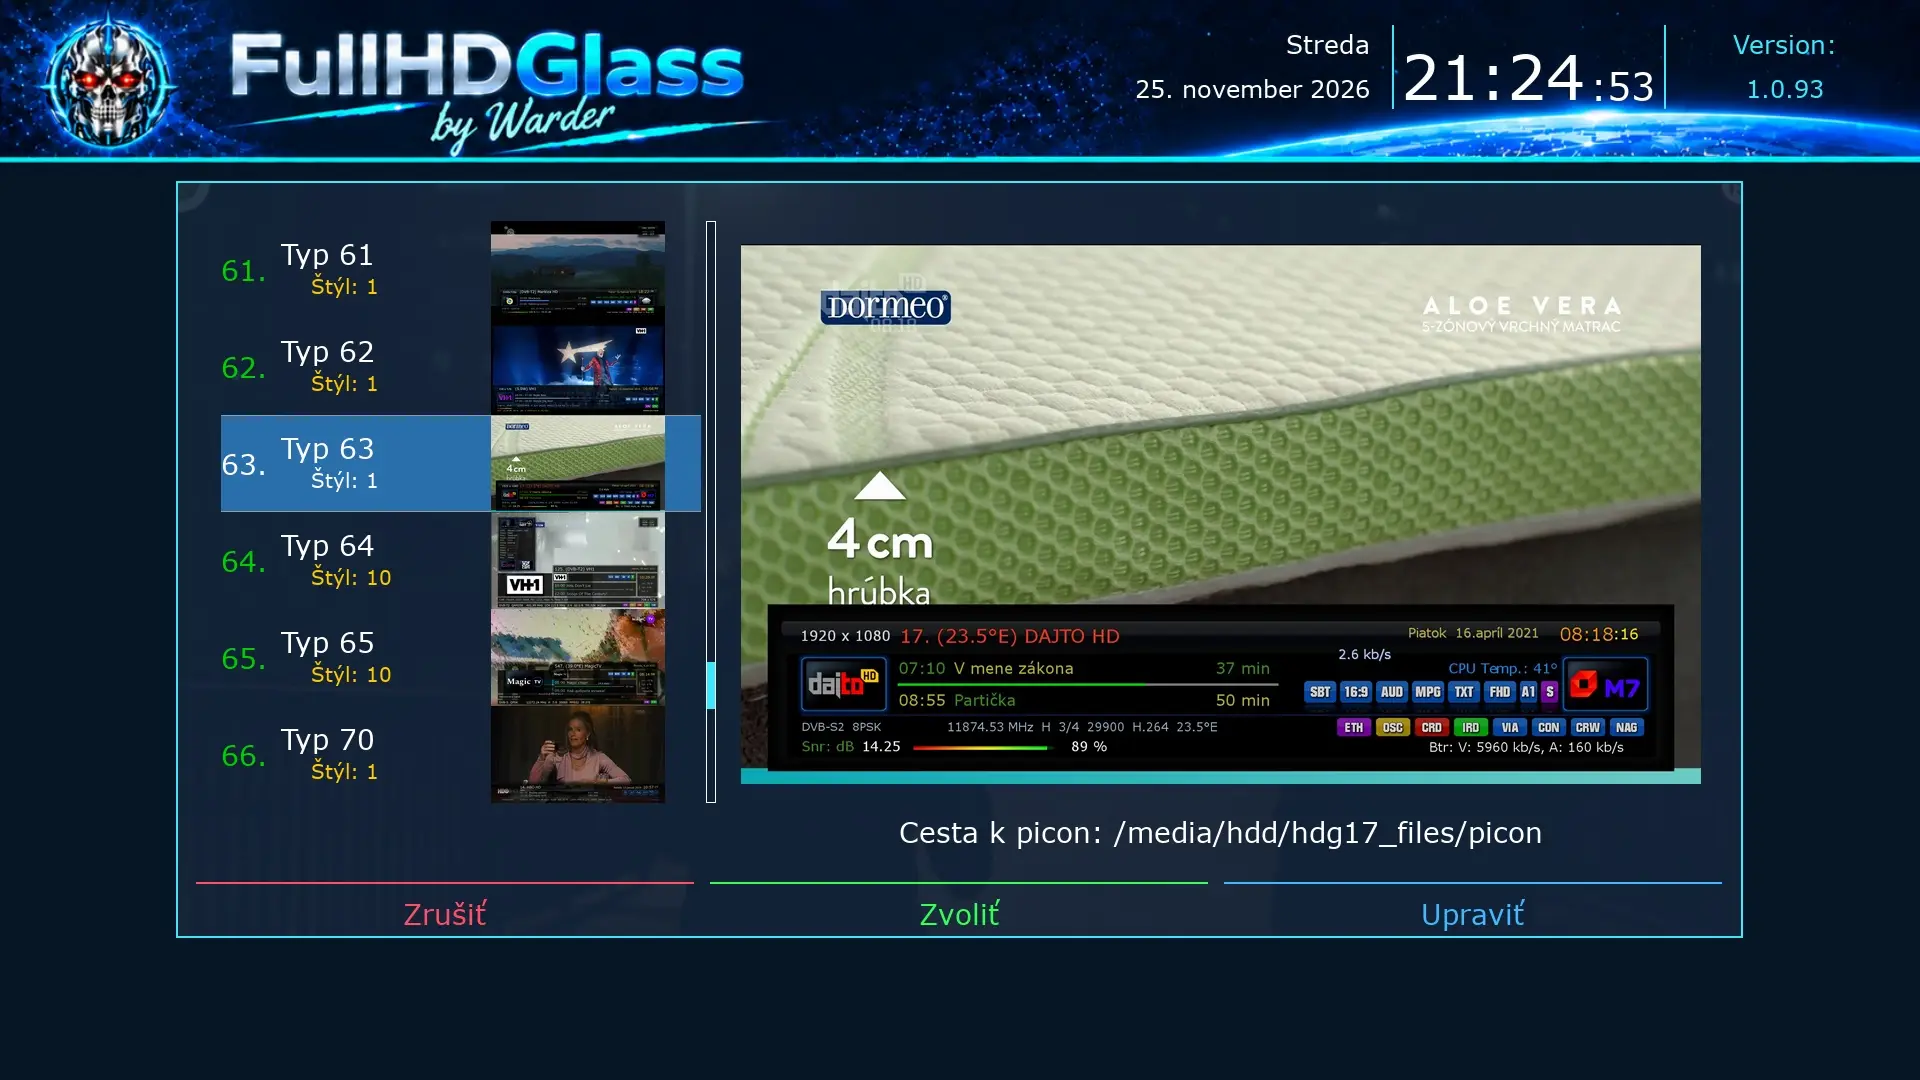 FullHDGlass
by Warder
Streda
25. november 2026
21:24:53
Version:
1.0.93
61. Typ 61
Štýl: 1
62. Typ 62
Štýl: 1
63. Typ 63
Štýl: 1
64. Typ 64
Štýl: 10
65. Typ 65
Štýl: 10
66. Typ 70
Štýl: 1
DORMEO
ALOE VERA
5-ZÓNOVÝ VRCHNÝ MATRAC
4 cm
hrúbka
1920 x 1080 17. (23.5°E) DAJTO HD
Piatok 16.apríl 2021 08:18:16
2.6 kb/s
CPU Temp.: 41°
dajto HD
07:10 V mene zákona 37 min
08:55 Partička 50 min
SBT 16:9 AUD MPG TXT FHD A1 S
M7
DVB-S2 8PSK 11874.53 MHz H 3/4 29900 H.264 23.5°E
ETH OSC CRD IRD VIA CON CRW NAG
Snr: dB 14.25 89 %
Btr: V: 5960 kb/s, A: 160 kb/s
Cesta k picon: /media/hdd/hdg17_files/picon
Zrušiť
Zvoliť
Upraviť